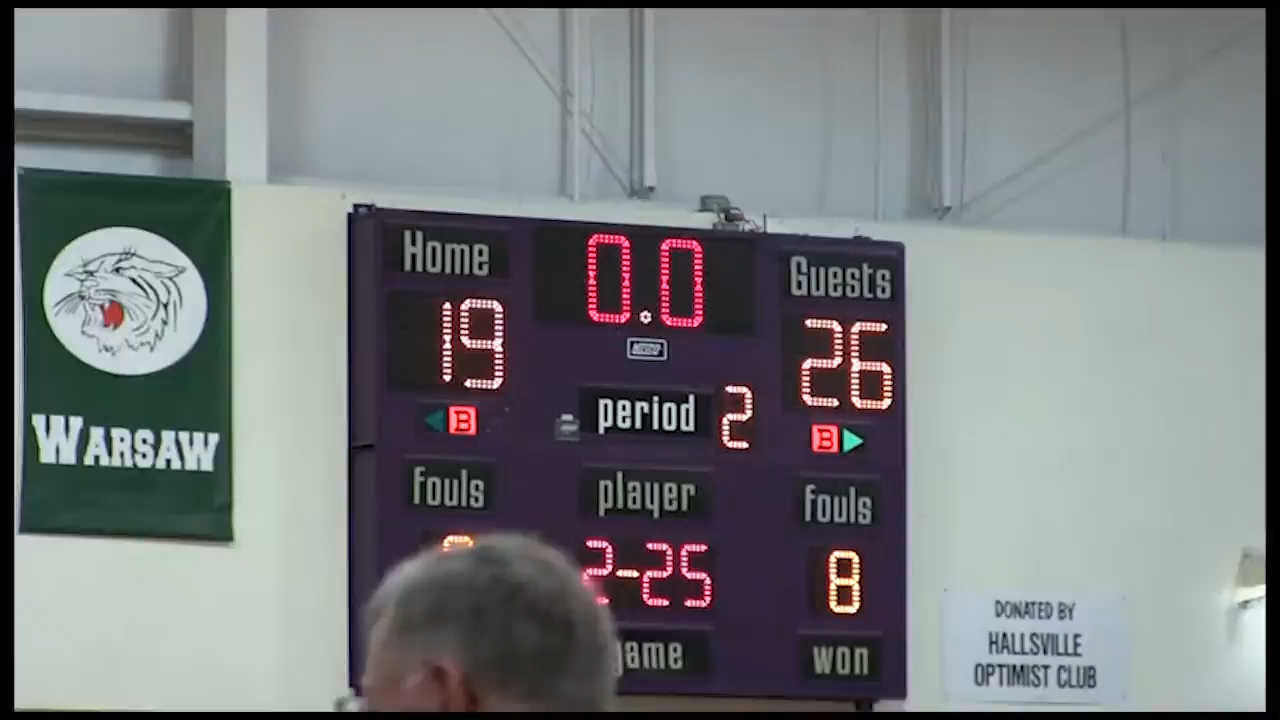 Home
0.0
Guests
19
26
period
2
B
B
fouls
player
fouls
2-25
8
game
won
WARSAW
DONATED BY
HALLSVILLE
OPTIMIST CLUB